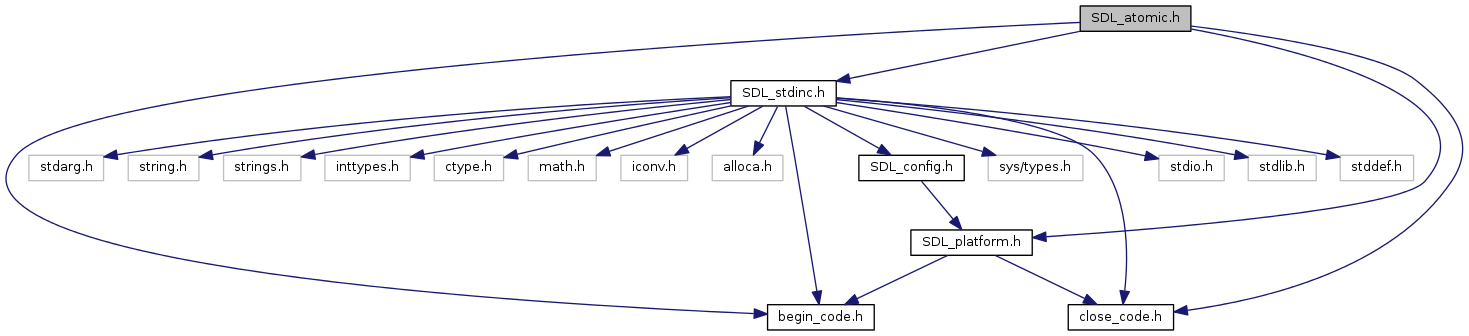 SDL_atomic.h
SDL_stdinc.h
stdarg.h
string.h
strings.h
inttypes.h
ctype.h
math.h
iconv.h
alloca.h
SDL_config.h
sys/types.h
stdio.h
stdlib.h
stddef.h
SDL_platform.h
begin_code.h
close_code.h